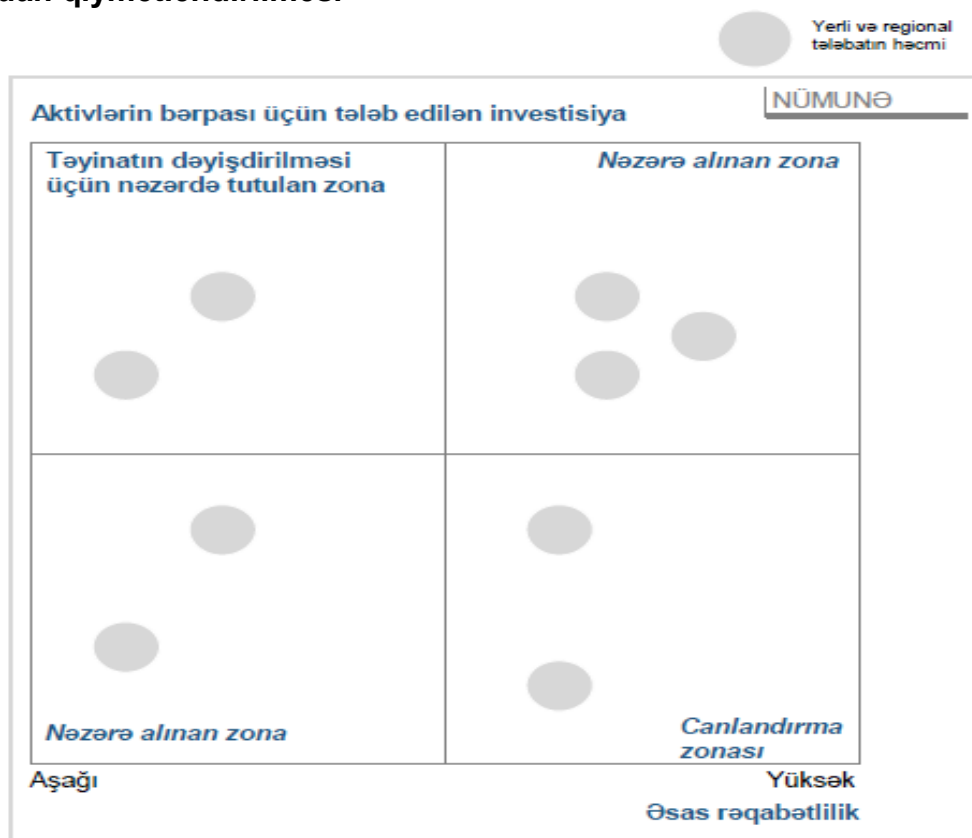 qiymətləndirilməsi
Yerli və regional
tələbatın həcmi
NÜMUNƏ
Aktivlərin bərpası üçün tələb edilən investisiya
Təyinatın dəyişdirilməsi
üçün nəzərdə tutulan zona
Nəzərə alınan zona
Nəzərə alınan zona
Canlandırma
zonası
Aşağı
Yüksək
Əsas rəqabətlilik